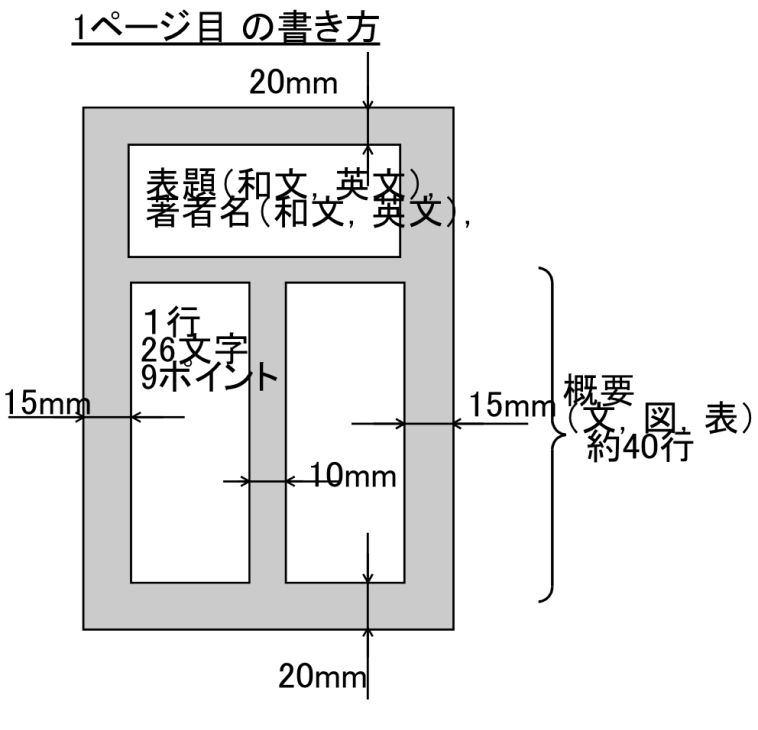 1ページ目 の書き方
20mm
表題(和文, 英文),
著者名(和文, 英文),
1行
26文字
9ポイント
15mm
15mm
概要
(文, 図, 表)
約40行
10mm
20mm